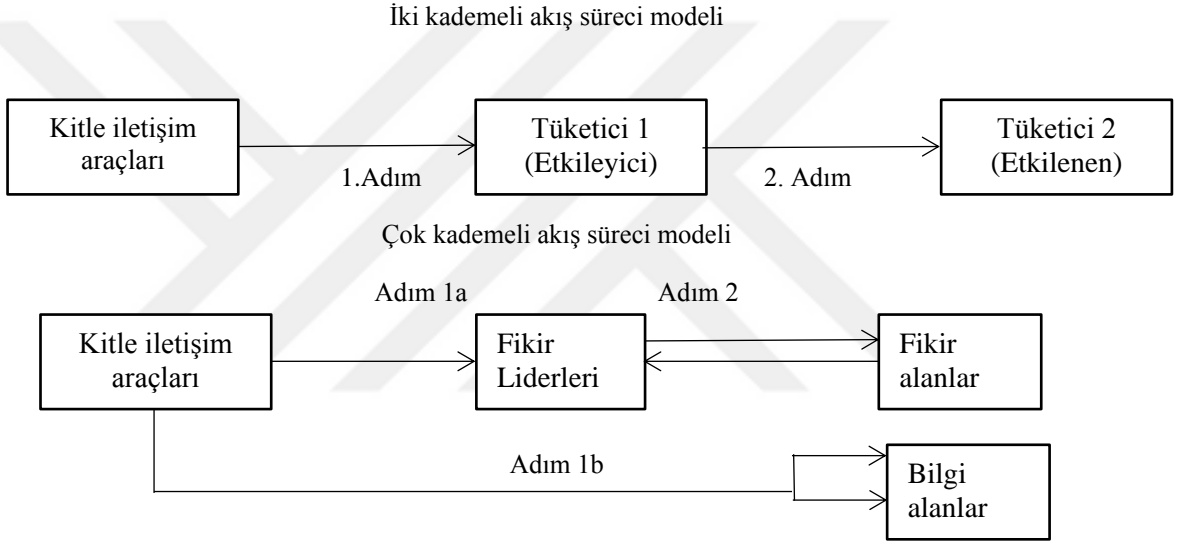 İki kademeli akış süreci modeli
Kitle iletişim
araçları
1.Adım
Tüketici 1
(Etkileyici)
2. Adım
Tüketici 2
(Etkilenen)
Çok kademeli akış süreci modeli
Adım 1a
Adım 2
Kitle iletişim
araçları
Fikir
Liderleri
Fikir
alanlar
Adım 1b
Bilgi
alanlar